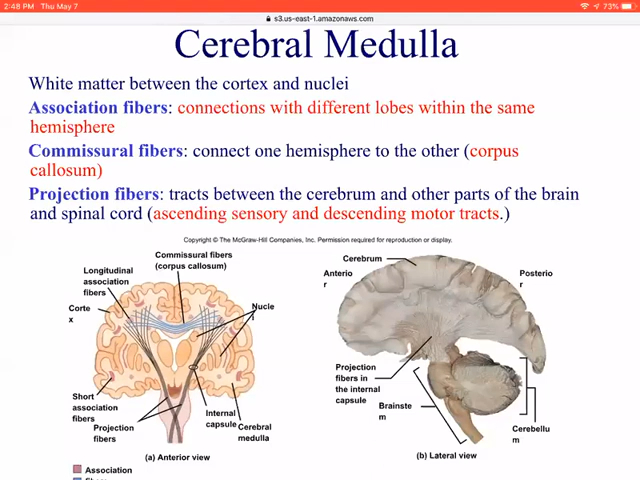 2:48 PM Thu May 7
73%
s3.us-east-1.amazonaws.com
Cerebral Medulla
White matter between the cortex and nuclei
Association fibers: connections with different lobes within the same
hemisphere
Commissural fibers: connect one hemisphere to the other (corpus
callosum)
Projection fibers: tracts between the cerebrum and other parts of the brain
and spinal cord (ascending sensory and descending motor tracts.)
Copyright © The McGraw-Hill Companies, Inc. Permission required for reproduction or display.
Commissural fibers
(corpus callosum)
Longitudinal
association
fibers
Corte
x
Nucle
i
Short
association
fibers
Projection
fibers
Internal
capsule
Cerebral
medulla
(a) Anterior view
Association
Cerebrum
Anterio
r
Posterio
r
Projection
fibers in
the internal
capsule
Brainste
m
Cerebellu
m
(b) Lateral view